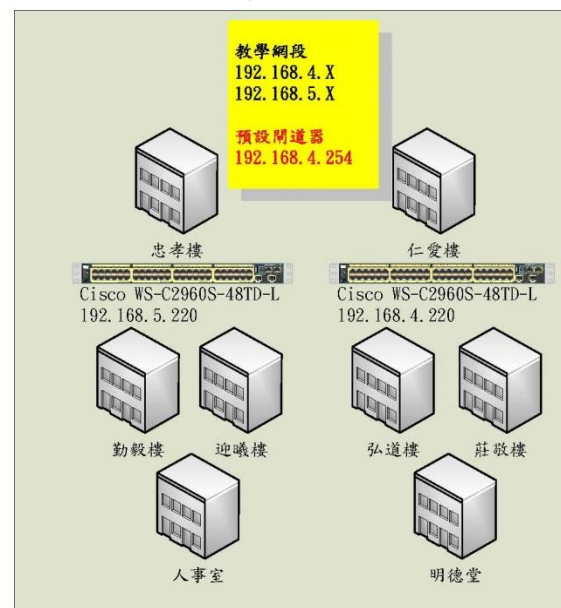 教學網段
192.168.4.X
192.168.5.X
預設閘道器
192.168.4.254
忠孝樓
仁愛樓
Cisco WS-C2960S-48TD-L
192.168.5.220
Cisco WS-C2960S-48TD-L
192.168.4.220
勤毅樓
迎曦樓
弘道樓
莊敬樓
人事室
明德堂